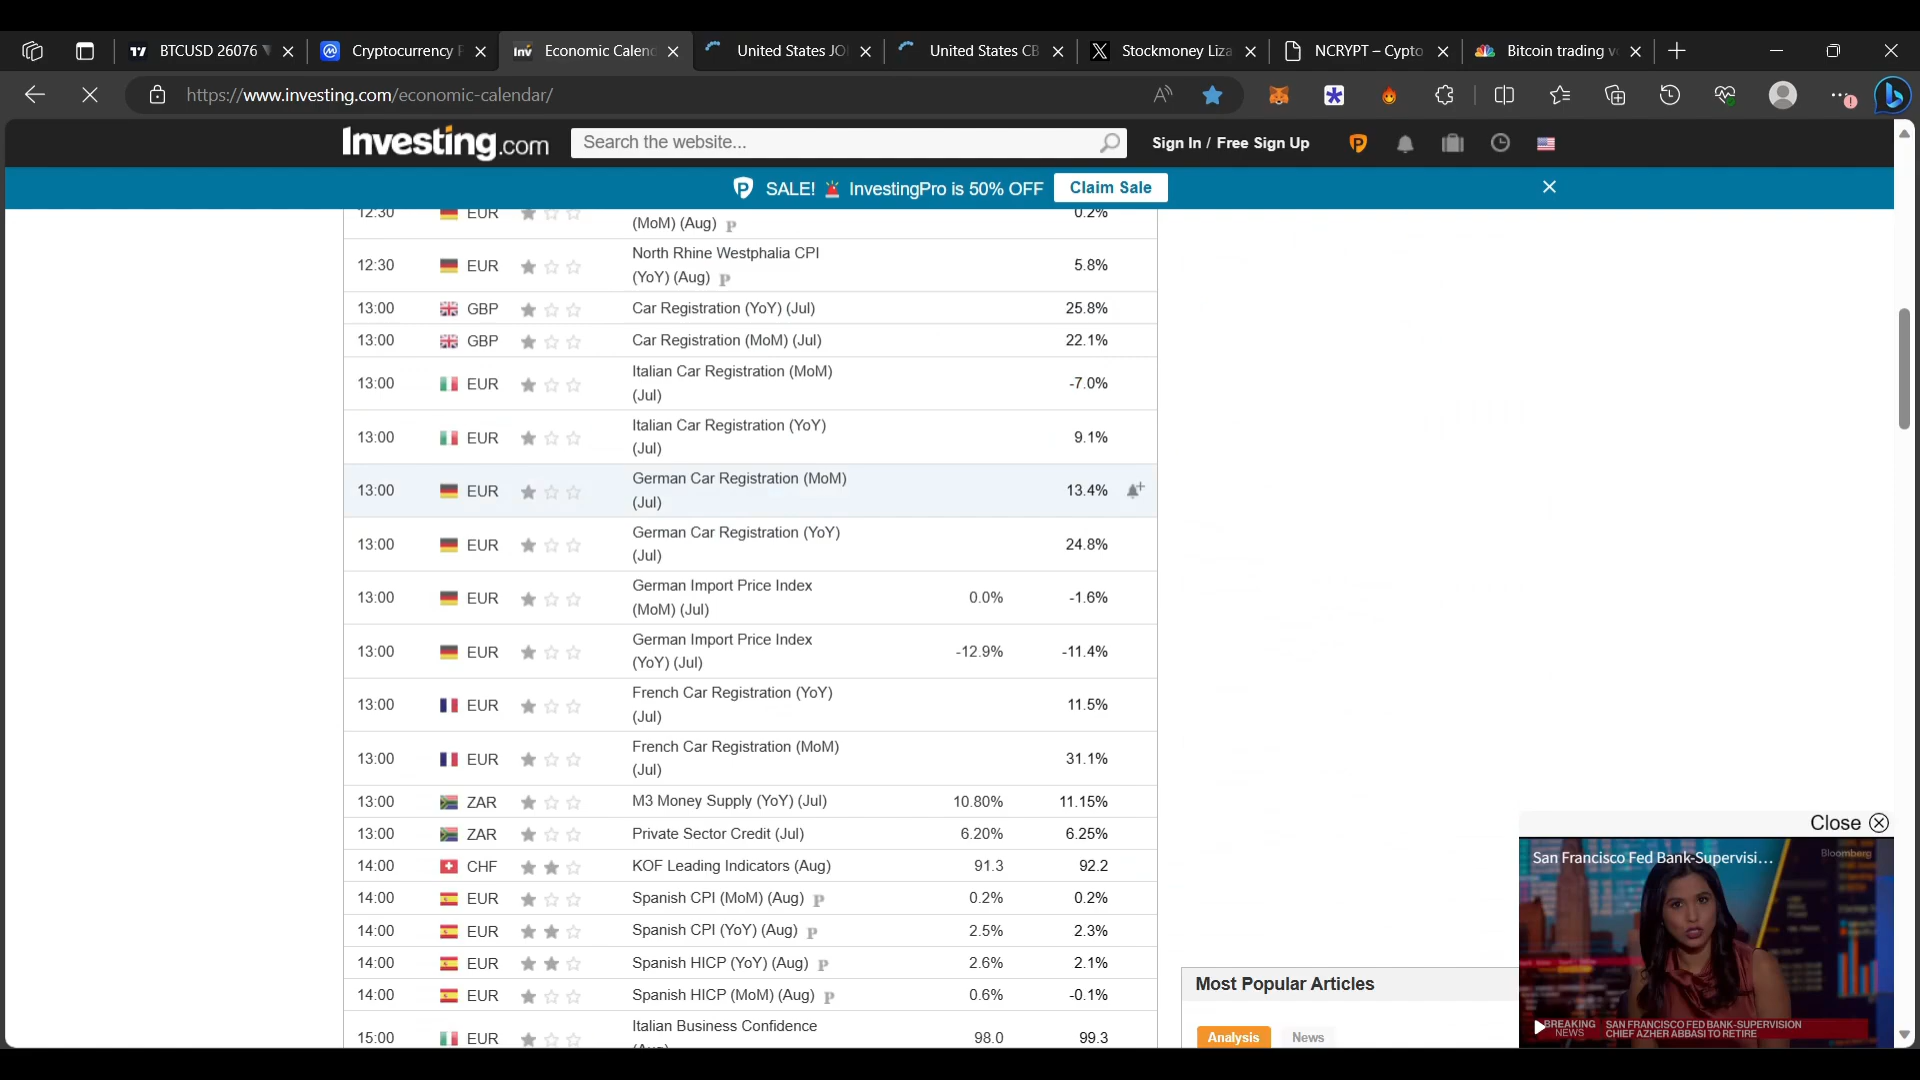 BTCUSD 26076
Cryptocurrency P
Inv Economic Calenc
United States JO
United States CB
Stockmoney Liza
NCRYPT – Cypto
Bitcoin trading v
https://www.investing.com/economic-calendar/
Investing.com
Search the website...
Sign In / Free Sign Up
SALE! InvestingPro is 50% OFF
Claim Sale
12:30 EUR (MoM) (Aug) P 0.2%
12:30 EUR North Rhine Westphalia CPI 5.8%
(YoY) (Aug) P
13:00 GBP Car Registration (YoY) (Jul) 25.8%
13:00 GBP Car Registration (MoM) (Jul) 22.1%
13:00 EUR Italian Car Registration (MoM) -7.0%
(Jul)
13:00 EUR Italian Car Registration (YoY) 9.1%
(Jul)
13:00 EUR German Car Registration (MoM) 13.4%
(Jul)
13:00 EUR German Car Registration (YoY) 24.8%
(Jul)
13:00 EUR German Import Price Index 0.0% -1.6%
(MoM) (Jul)
13:00 EUR German Import Price Index -12.9% -11.4%
(YoY) (Jul)
13:00 EUR French Car Registration (YoY) 11.5%
(Jul)
13:00 EUR French Car Registration (MoM) 31.1%
(Jul)
13:00 ZAR M3 Money Supply (YoY) (Jul) 10.80% 11.15%
13:00 ZAR Private Sector Credit (Jul) 6.20% 6.25%
14:00 CHF KOF Leading Indicators (Aug) 91.3 92.2
14:00 EUR Spanish CPI (MoM) (Aug) P 0.2% 0.2%
14:00 EUR Spanish CPI (YoY) (Aug) P 2.5% 2.3%
14:00 EUR Spanish HICP (YoY) (Aug) P 2.6% 2.1%
14:00 EUR Spanish HICP (MoM) (Aug) P 0.6% -0.1%
15:00 EUR Italian Business Confidence 98.0 99.3
Most Popular Articles
Analysis News
Close
San Francisco Fed Bank-Supervisi...
Bloomberg
BREAKING NEWS
SAN FRANCISCO FED BANK-SUPERVISION
CHIEF AZHER ABBASI TO RETIRE